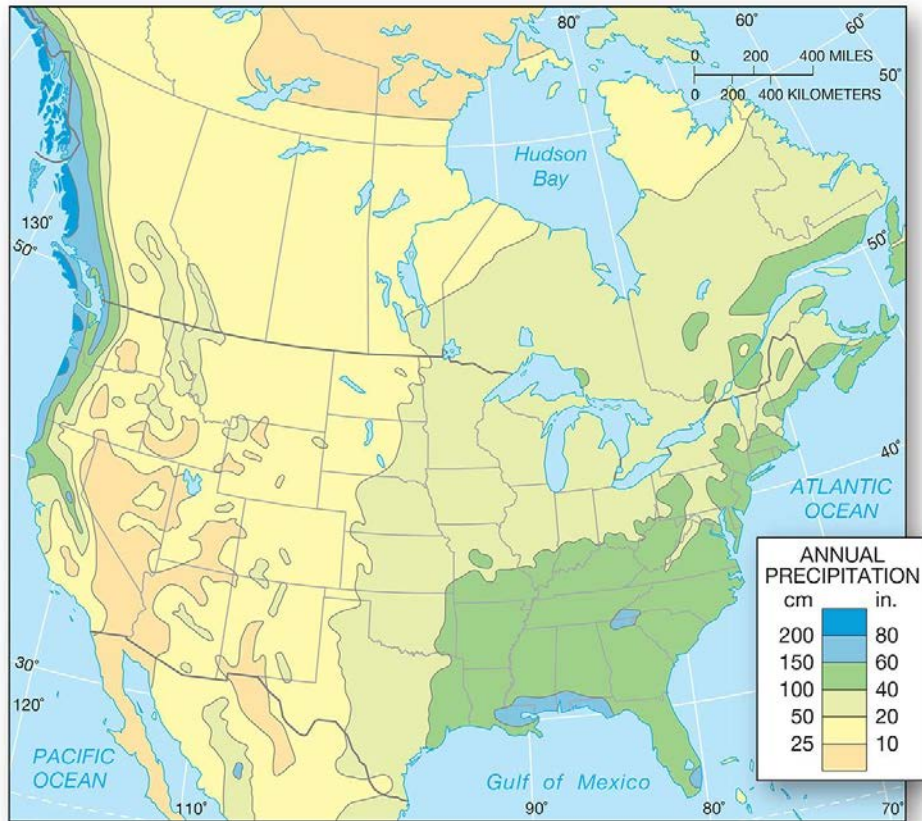 80°
60°
60°
0 200 400 MILES
0 200 400 KILOMETERS
50°
Hudson
Bay
130°
50°
50°
40°
ATLANTIC
OCEAN
ANNUAL
PRECIPITATION
cm in.
200 80
150 60
100 40
50 20
25 10
30°
120°
PACIFIC
OCEAN
Gulf of Mexico
110°
90°
80°
70°